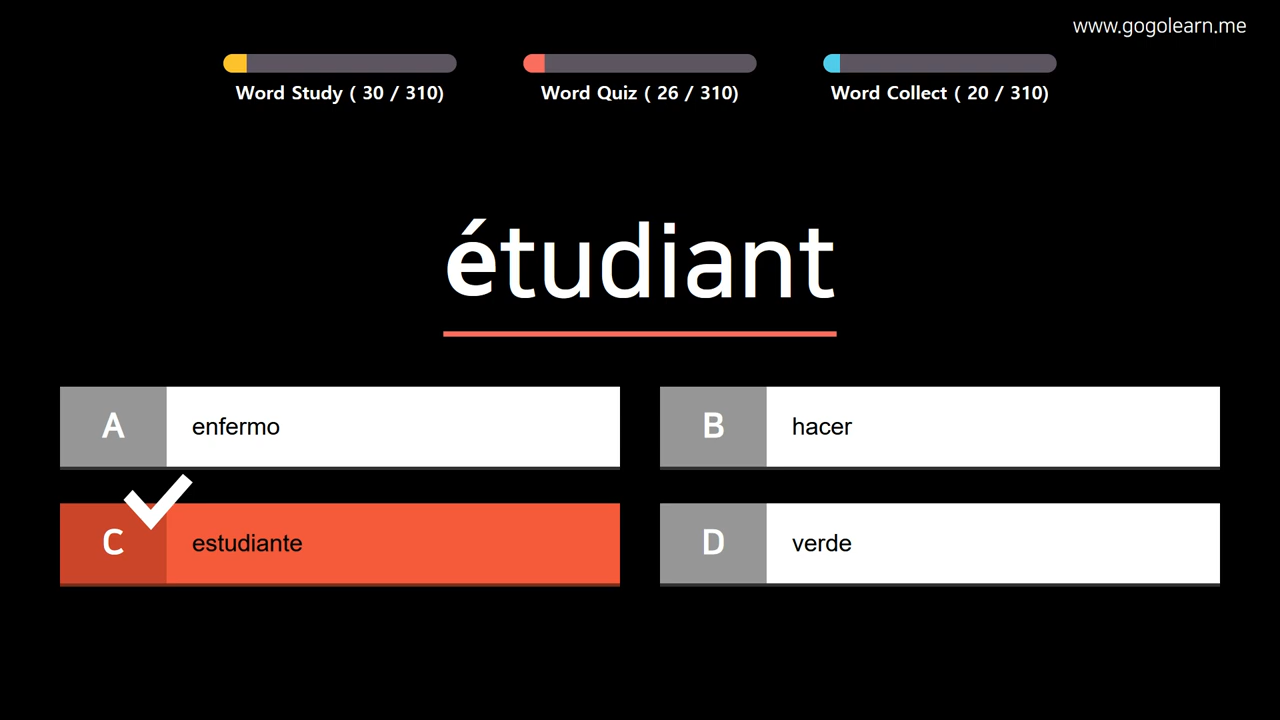 www.gogolearn.me
Word Study ( 30 / 310)
Word Quiz ( 26 / 310)
Word Collect ( 20 / 310)
étudiant
A enfermo
B hacer
C estudiante
D verde